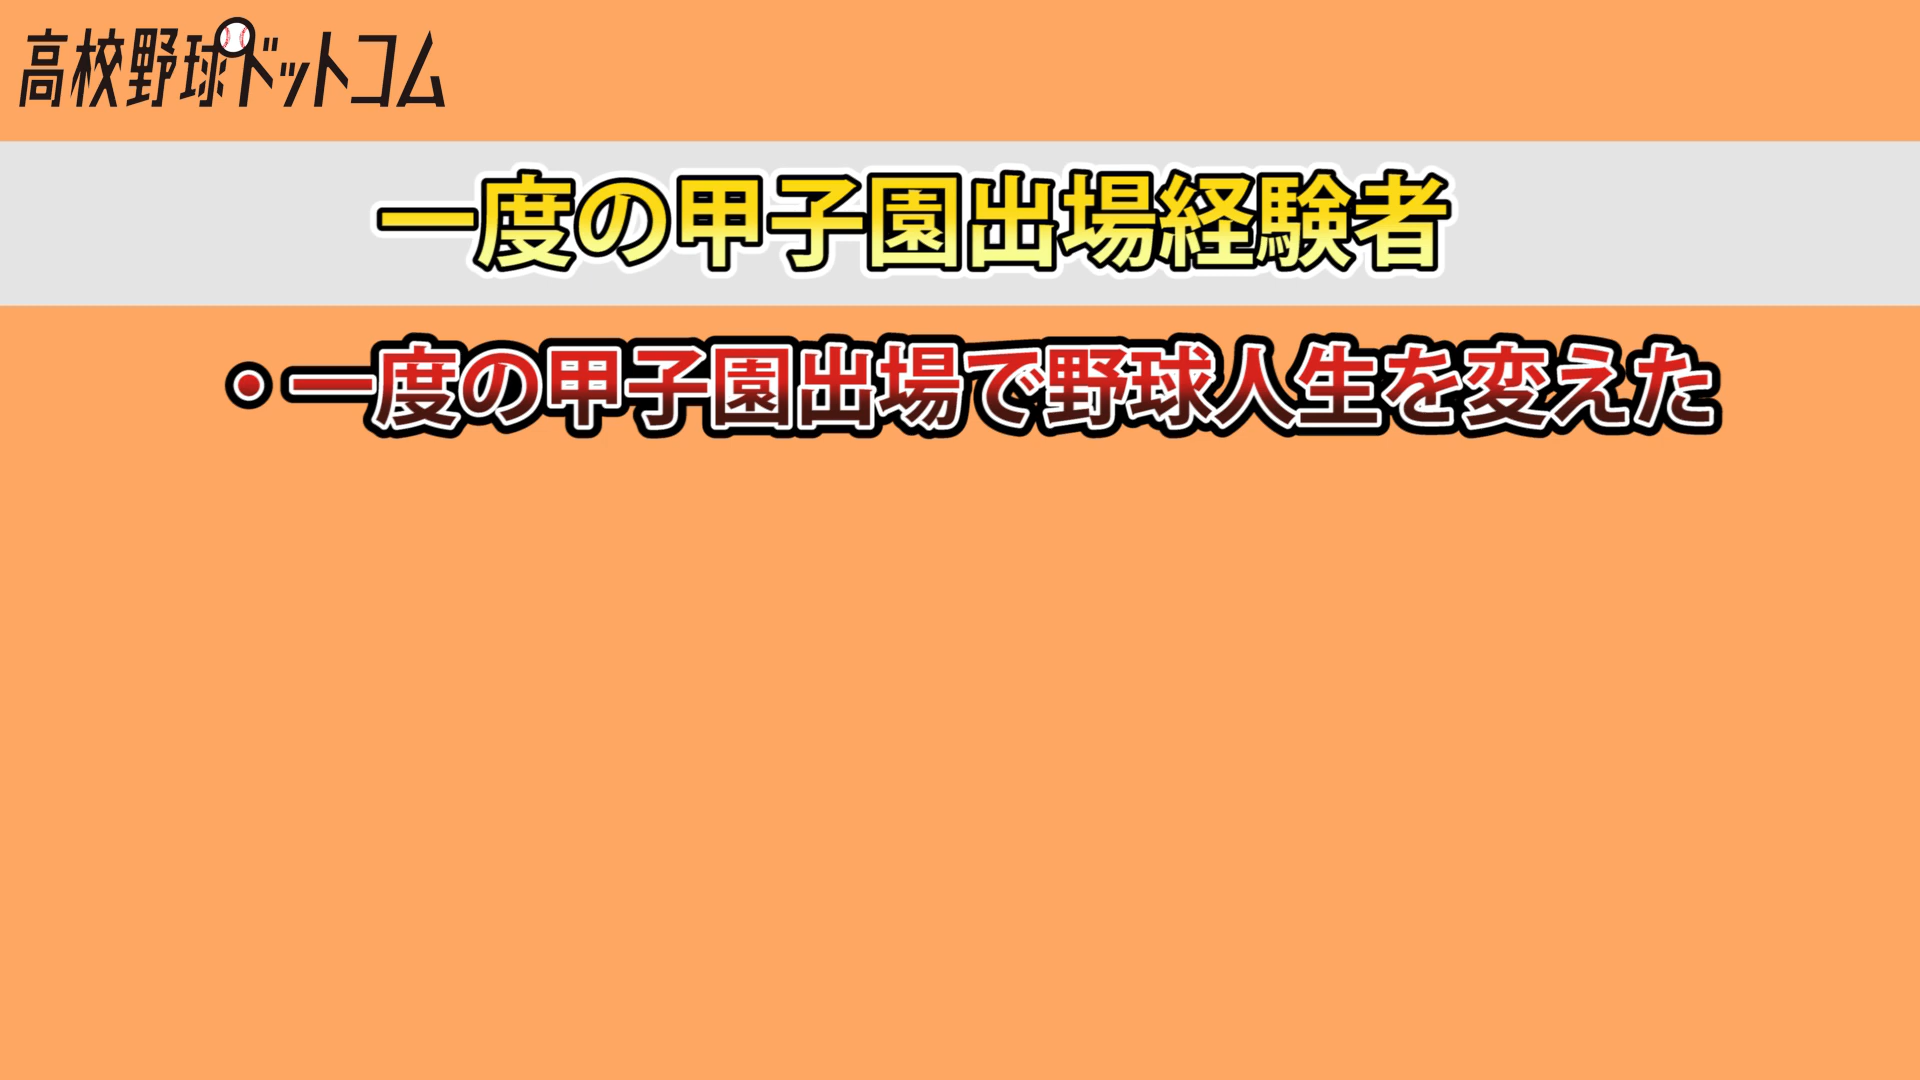 高校野球ドットコム
一度の甲子園出場経験者
・一度の甲子園出場で野球人生を変えた